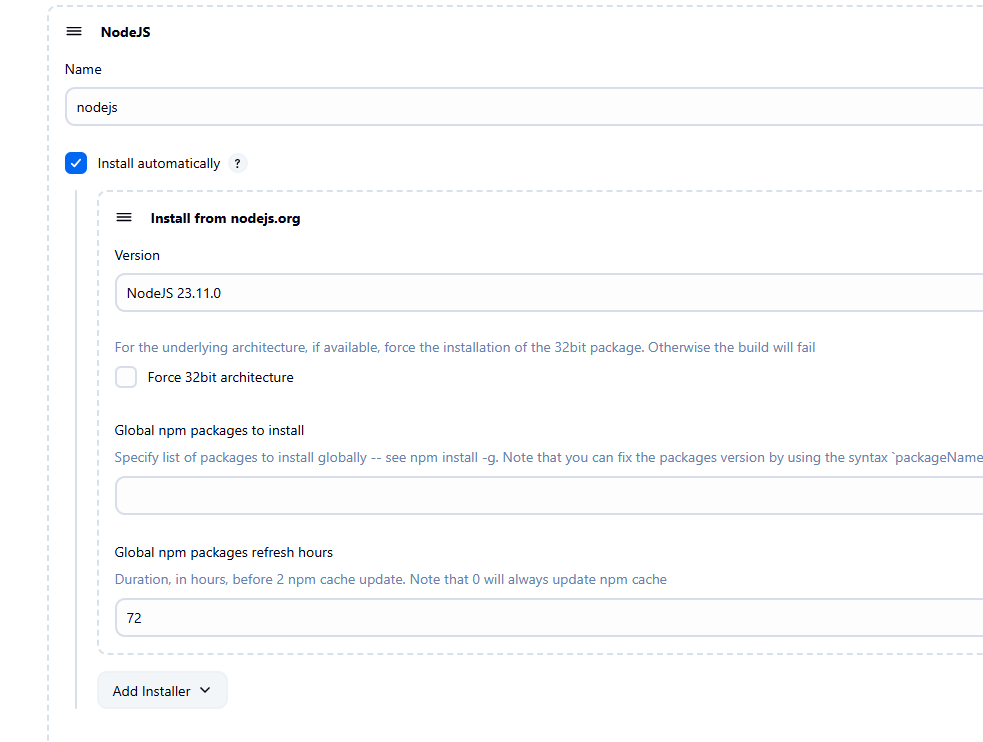 NodeJS
Name
nodejs
Install automatically ?
Install from nodejs.org
Version
NodeJS 23.11.0
For the underlying architecture, if available, force the installation of the 32bit package. Otherwise the build will fail
Force 32bit architecture
Global npm packages to install
Specify list of packages to install globally -- see npm install -g. Note that you can fix the packages version by using the syntax `packageName
Global npm packages refresh hours
Duration, in hours, before 2 npm cache update. Note that 0 will always update npm cache
72
Add Installer